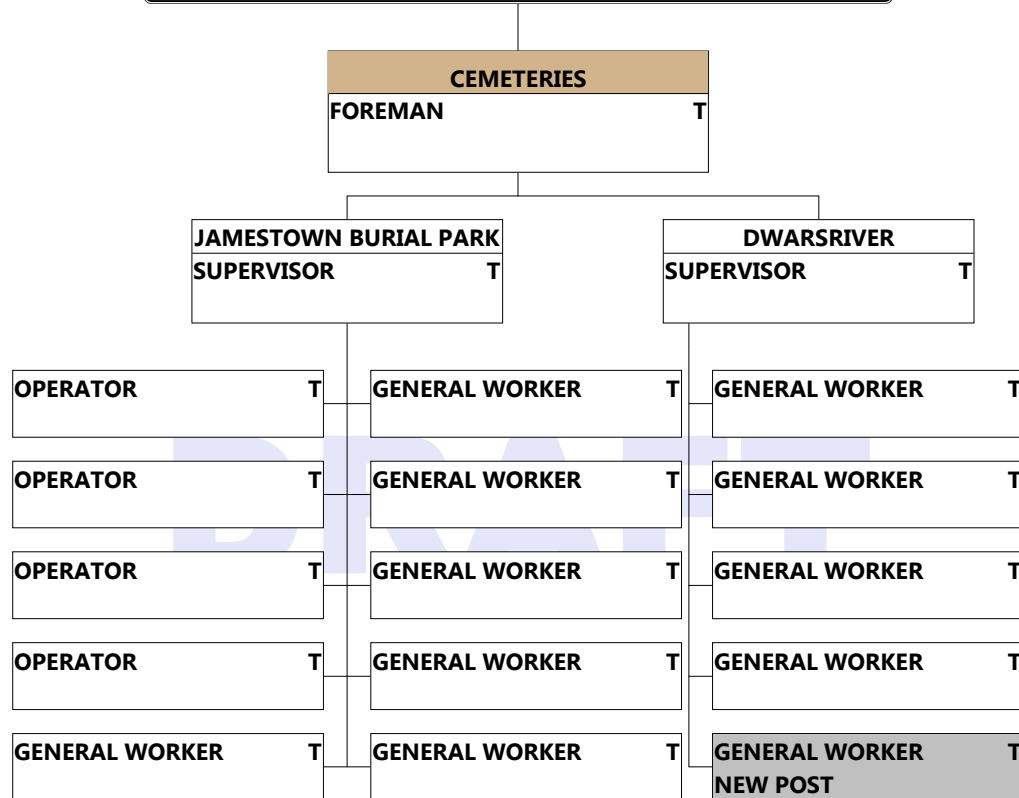 CEMETERIES
FOREMAN T
JAMESTOWN BURIAL PARK
SUPERVISOR T
DWARSRIVER
SUPERVISOR T
OPERATOR T
GENERAL WORKER T
GENERAL WORKER T
OPERATOR T
GENERAL WORKER T
GENERAL WORKER T
OPERATOR T
GENERAL WORKER T
GENERAL WORKER T
OPERATOR T
GENERAL WORKER T
GENERAL WORKER T
GENERAL WORKER T
GENERAL WORKER T
GENERAL WORKER T
NEW POST
DRAFT